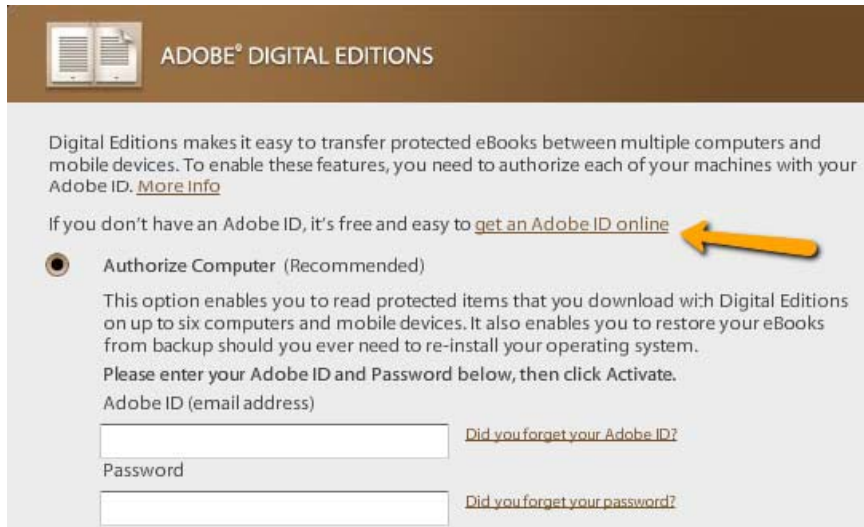 ADOBE® DIGITAL EDITIONS
Digital Editions makes it easy to transfer protected eBooks between multiple computers and
mobile devices. To enable these features, you need to authorize each of your machines with your
Adobe ID. More Info
If you don't have an Adobe ID, it's free and easy to get an Adobe ID online
Authorize Computer (Recommended)
This option enables you to read protected items that you download with Digital Editions
on up to six computers and mobile devices. It also enables you to restore your eBooks
from backup should you ever need to re-install your operating system.
Please enter your Adobe ID and Password below, then click Activate.
Adobe ID (email address)
Did you forget your Adobe ID?
Password
Did you forget your password?